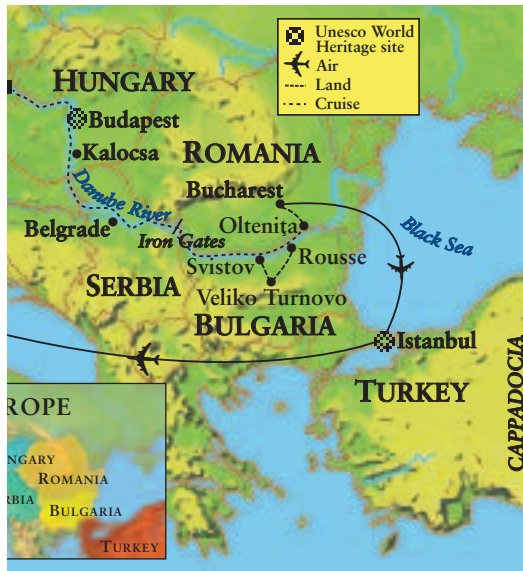 Unesco World
Heritage site
Air
Land
Cruise
HUNGARY
Budapest
Kalocsa
ROMANIA
Bucharest
Danube River
Oltenița
Black Sea
Belgrade
Iron Gates
Rousse
Svistov
SERBIA
Veliko Turnovo
BULGARIA
Istanbul
TURKEY
CAPPADOCIA
ROPE
NGARY
ROMANIA
RBIA
BULGARIA
TURKEY